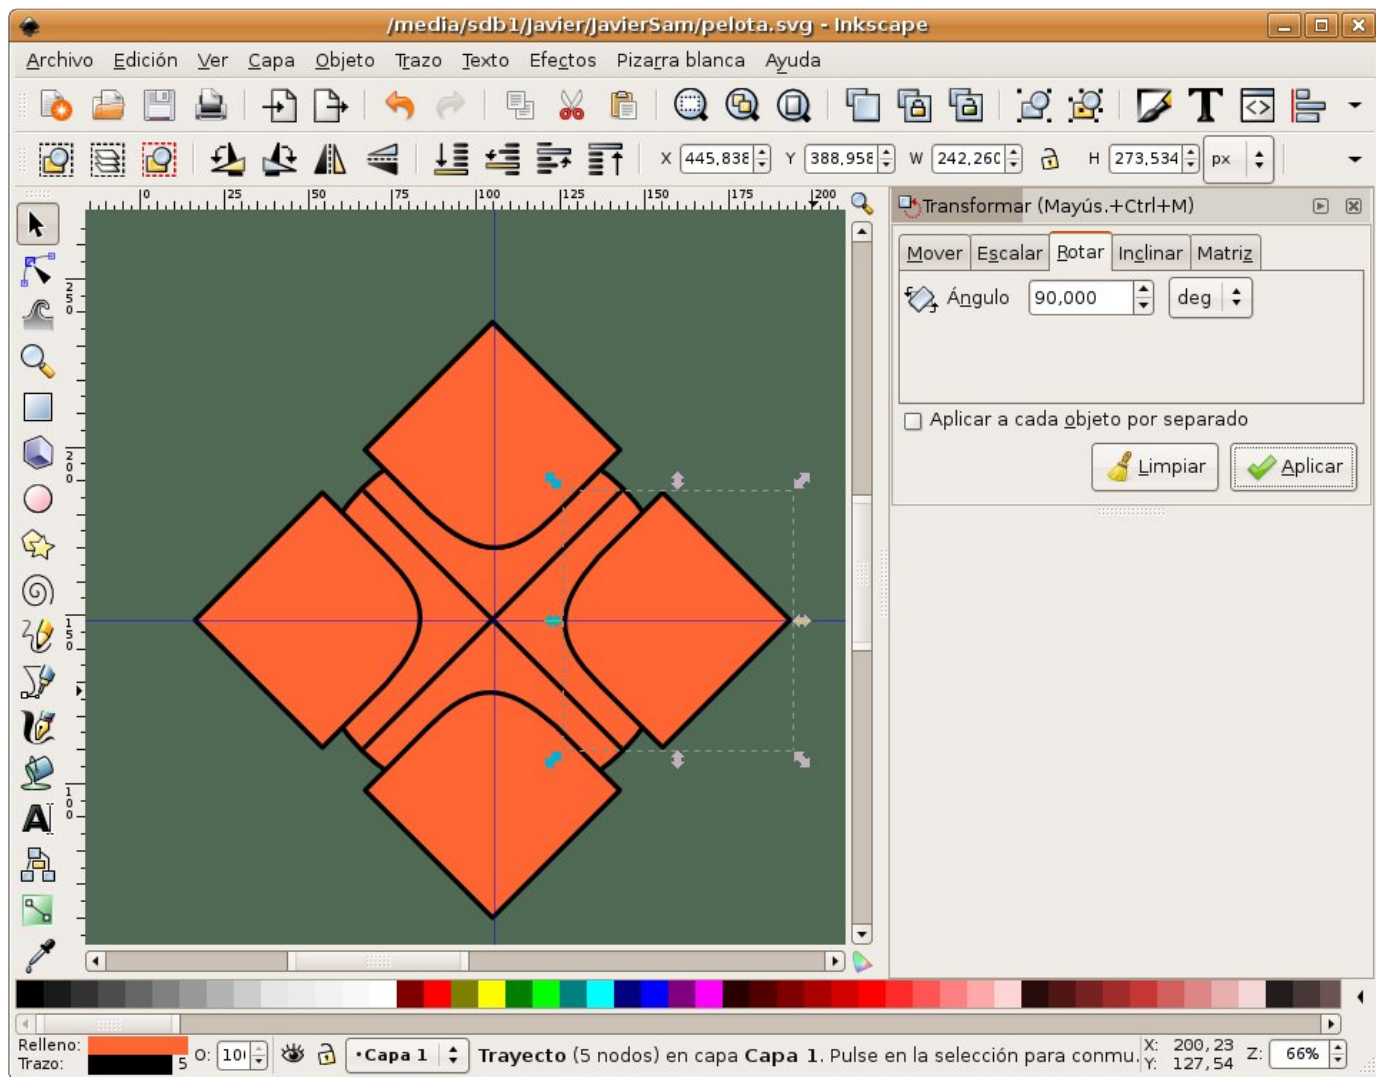 /media/sdb1/Javier/JavierSam/pelota.svg - Inkscape
Archivo Edición Ver Capa Objeto Trazo Texto Efectos Pizarra blanca Ayuda
X 445,838 Y 388,958 W 242,260 H 273,534 px
0 25 50 75 100 125 150 175 200
Transformar (Mayús.+Ctrl+M)
Mover Escalar Rotar Inclinar Matriz
Ángulo 90,000 deg
Aplicar a cada objeto por separado
Limpiar Aplicar
250
200
150
100
Relleno:
Trazo: 5 O: 10 •Capa 1 Trayecto (5 nodos) en capa Capa 1. Pulse en la selección para conmu. X: 200,23 Z: 66%
Y: 127,54